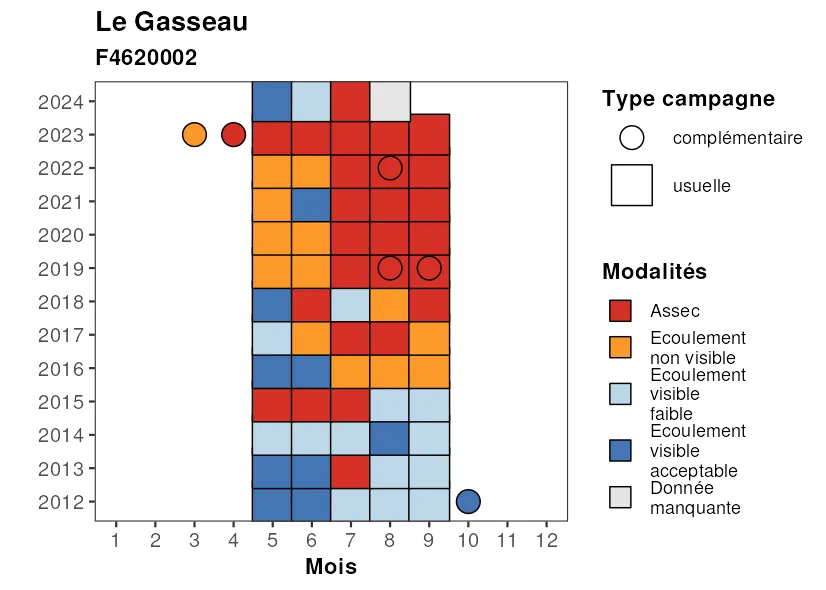 Le Gasseau
F4620002
2024
2023
2022
2021
2020
2019
2018
2017
2016
2015
2014
2013
2012
1 2 3 4 5 6 7 8 9 10 11 12
Mois
Type campagne
complémentaire
usuelle
Modalités
Assec
Ecoulement
non visible
Ecoulement
visible
faible
Ecoulement
visible
acceptable
Donnée
manquante